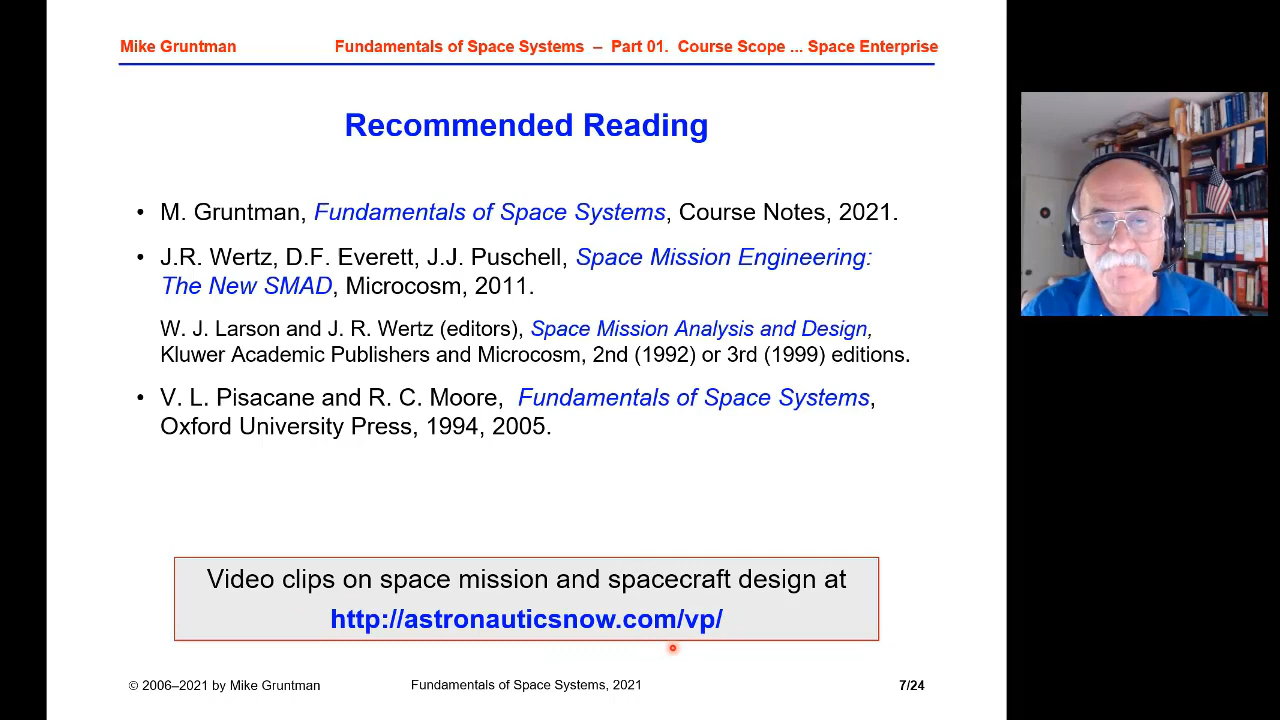 Mike Gruntman Fundamentals of Space Systems – Part 01. Course Scope ... Space Enterprise
Recommended Reading
• M. Gruntman, Fundamentals of Space Systems, Course Notes, 2021.
• J.R. Wertz, D.F. Everett, J.J. Puschell, Space Mission Engineering:
The New SMAD, Microcosm, 2011.
W. J. Larson and J. R. Wertz (editors), Space Mission Analysis and Design,
Kluwer Academic Publishers and Microcosm, 2nd (1992) or 3rd (1999) editions.
• V. L. Pisacane and R. C. Moore, Fundamentals of Space Systems,
Oxford University Press, 1994, 2005.
Video clips on space mission and spacecraft design at
http://astronauticsnow.com/vp/
© 2006–2021 by Mike Gruntman Fundamentals of Space Systems, 2021 7/24